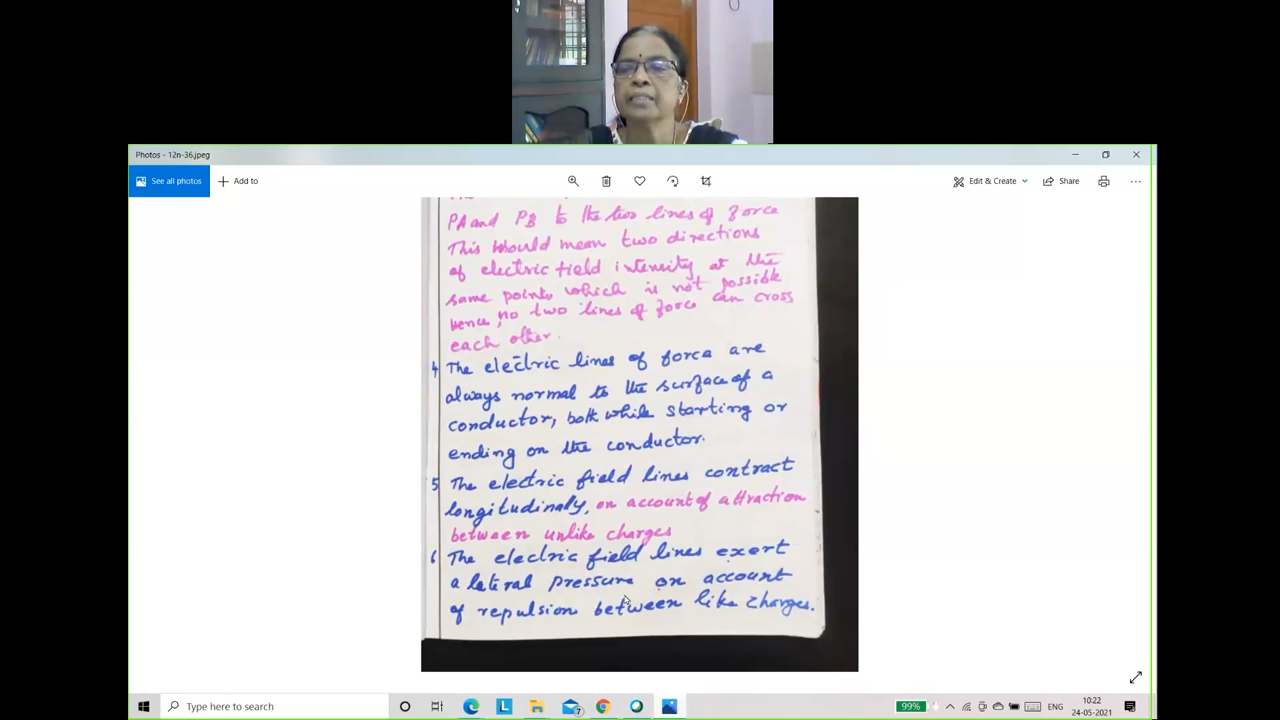 Photos - 12n-36.jpeg
See all photos
Add to
Edit & Create
Share
PA and PB to the two lines of force
This would mean two directions
of electric field intensity at the
same point, which is not possible
hence, no two lines of force can cross
each other.
4 The electric lines of force are
always normal to the surface of a
conductor, both while starting or
ending on the conductor.
5 The electric field lines contract
longitudinally, on account of attraction
between unlike charges
6 The electric field lines exert
a lateral pressure on account
of repulsion between like charges.
Type here to search
L
7
99%
ENG
10:22
24-05-2021